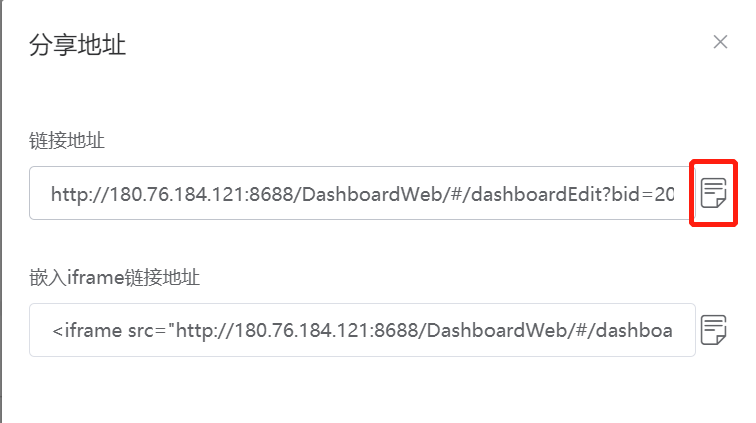 分享地址
链接地址
http://180.76.184.121:8688/DashboardWeb/#/dashboardEdit?bid=20
嵌入iframe链接地址
<iframe src="http://180.76.184.121:8688/DashboardWeb/#/dashboa